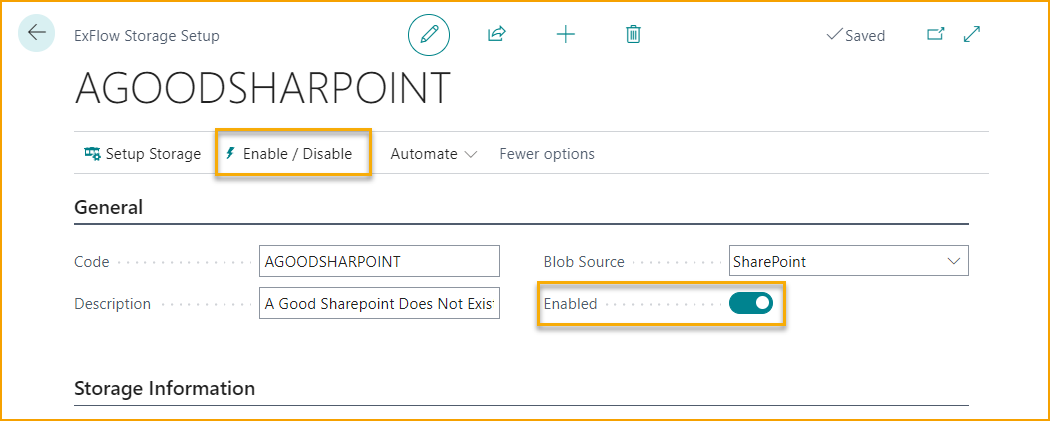 ExFlow Storage Setup
Saved
AGOODSHARPOINT
Setup Storage Enable / Disable Automate Fewer options
General
Code AGOODSHARPOINT Blob Source SharePoint
Description A Good Sharepoint Does Not Exis Enabled
Storage Information